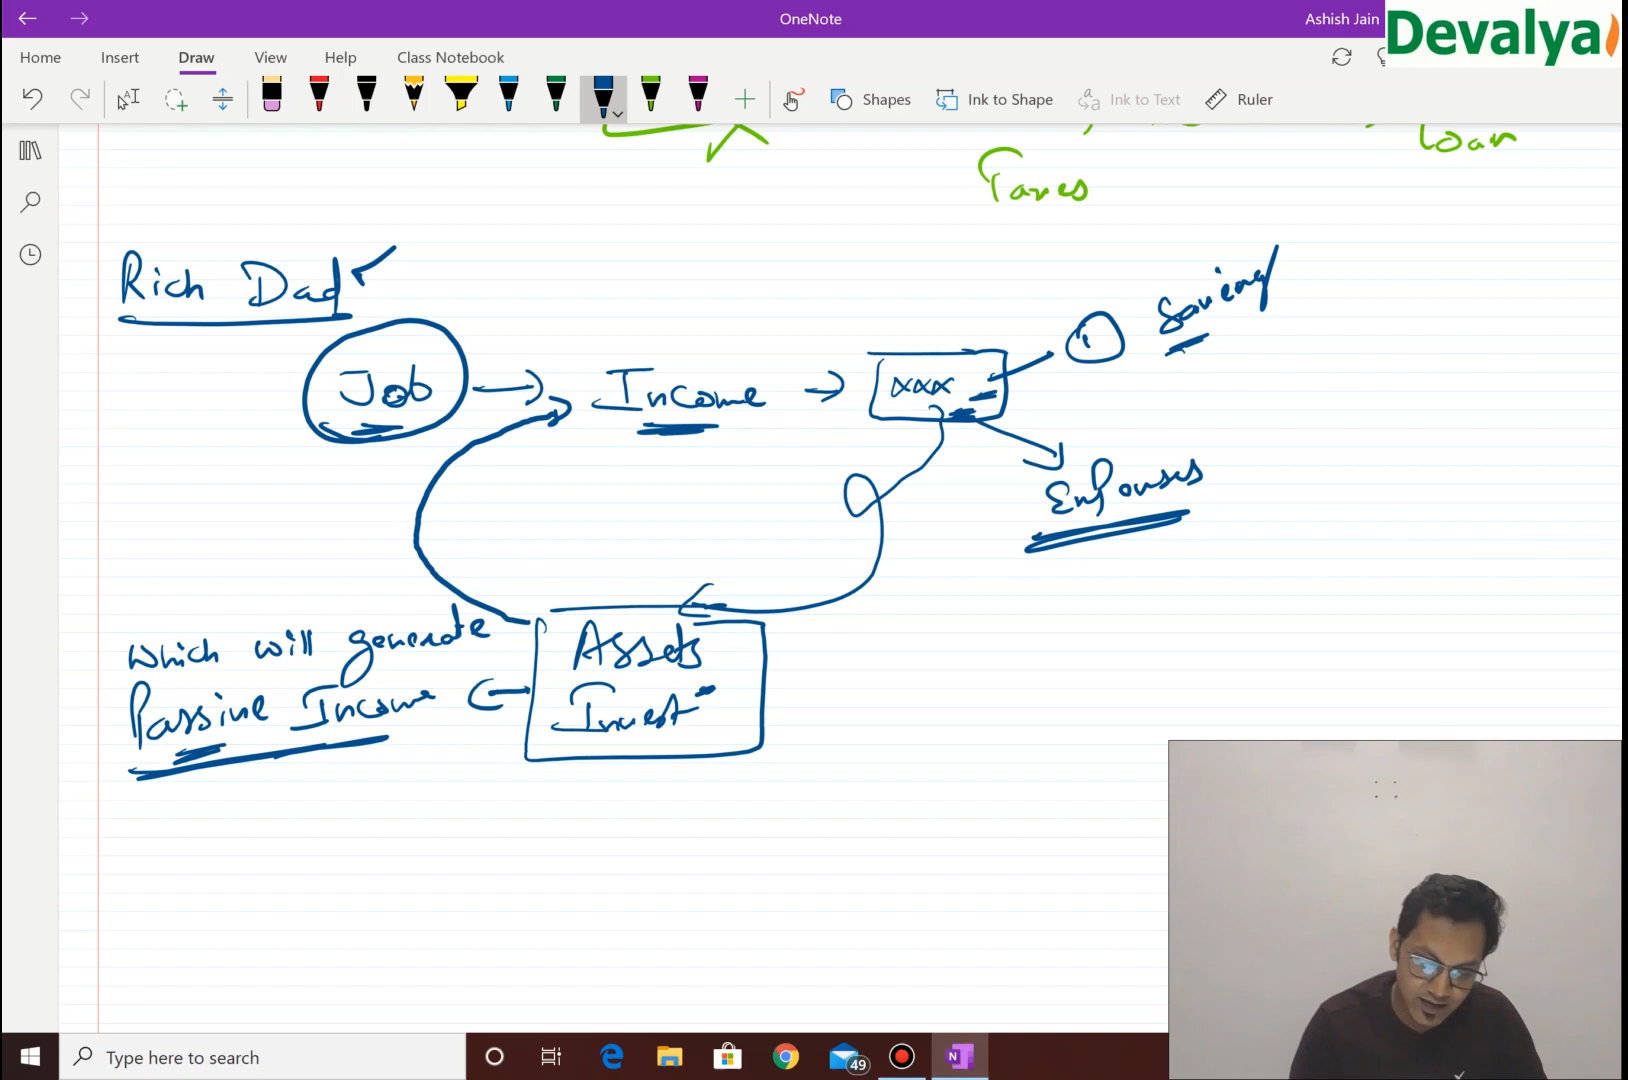 OneNote
Ashish Jain
Devalya
Home Insert Draw View Help Class Notebook
Shapes Ink to Shape Ink to Text Ruler
Loan
Taxes
Rich Dad
1 Saving
Job → Income → xxx
Expenses
which will generate
Passive Income
Assets
Invest
Type here to search
49
N